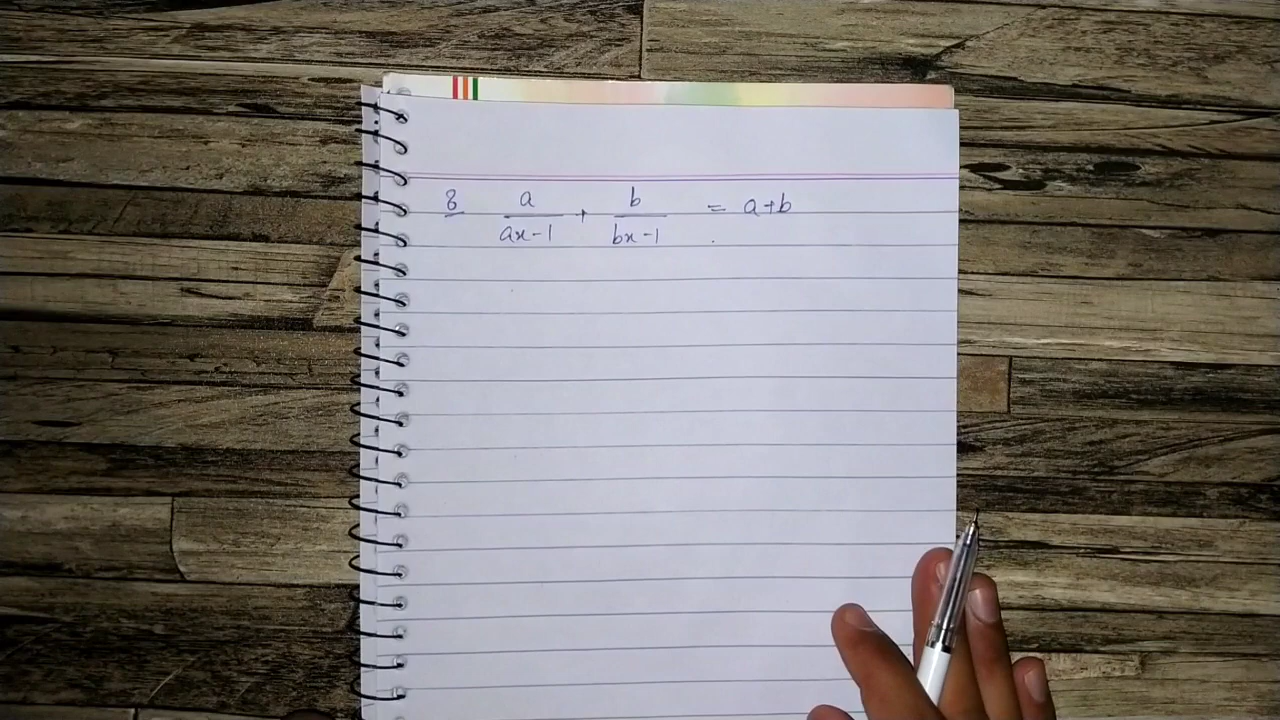 8 a/(ax-1) + b/(bx-1) = a+b